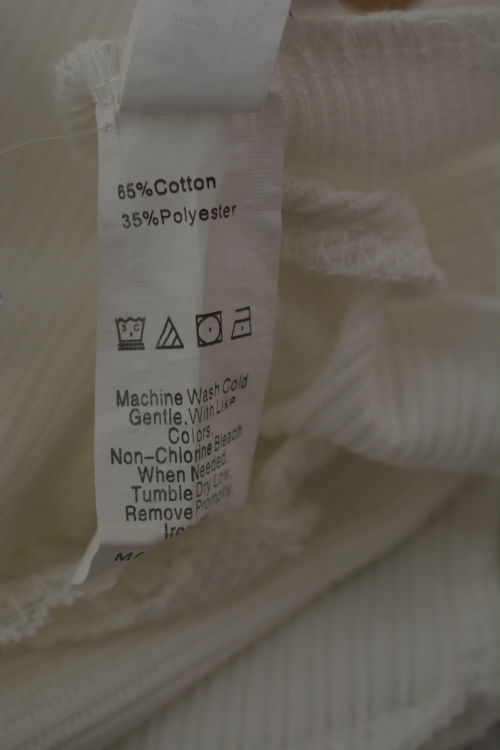 65%Cotton
35%Polyester
Machine Wash Cold
Gentle, With Like
Colors.
Non-Chlorine Bleach
When Needed.
Tumble Dry Low,
Remove Promptly.